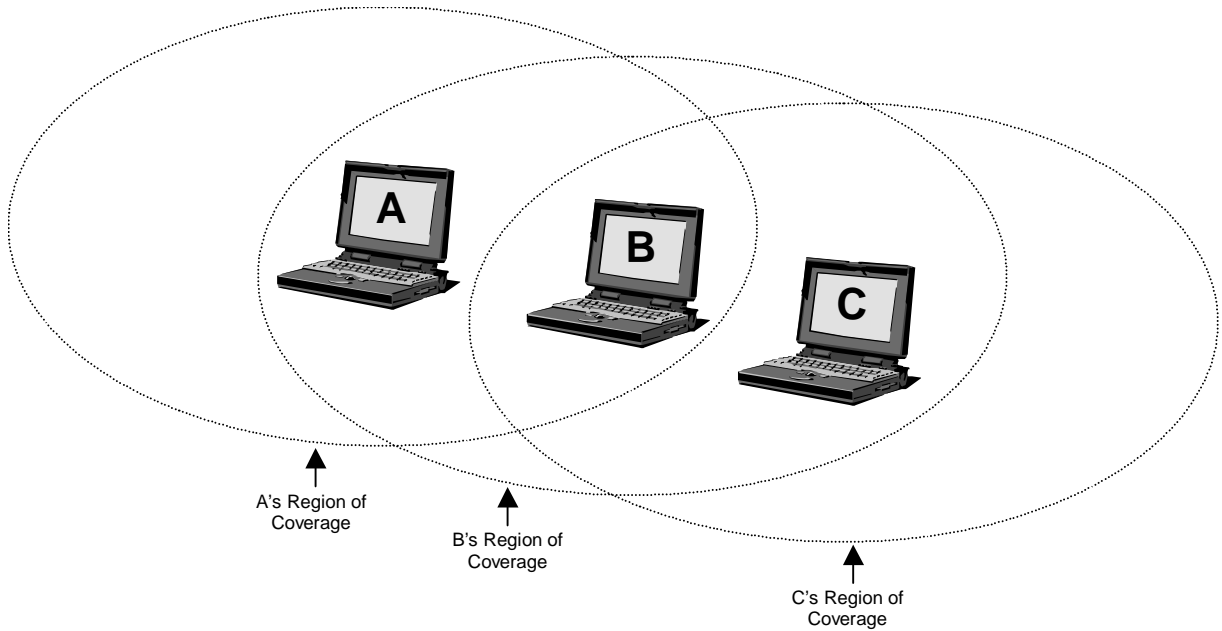 A
B
C
A's Region of
Coverage
B's Region of
Coverage
C's Region of
Coverage